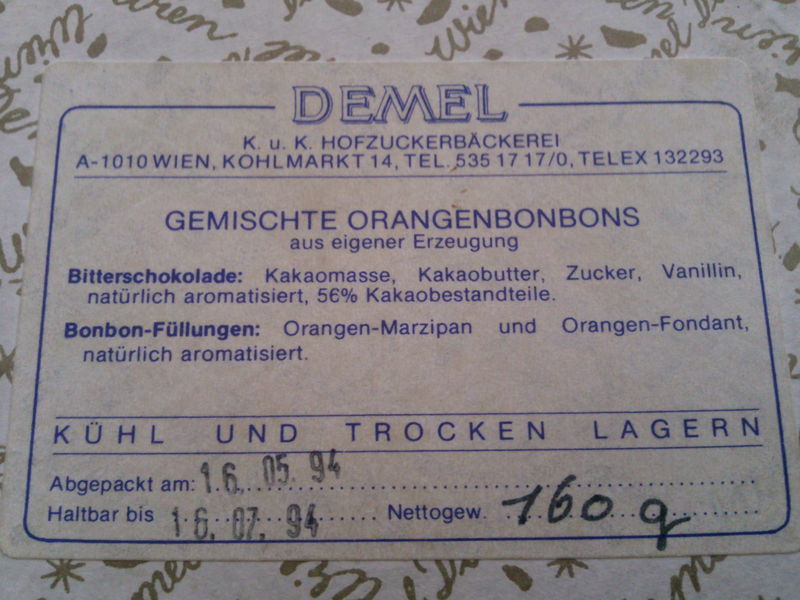 DEMEL
K. u. K. HOFZUCKERBÄCKEREI
A-1010 WIEN, KOHLMARKT 14, TEL. 535 17 17/0, TELEX 132293
GEMISCHTE ORANGENBONBONS
aus eigener Erzeugung
Bitterschokolade: Kakaomasse, Kakaobutter, Zucker, Vanillin,
natürlich aromatisiert, 56% Kakaobestandteile.
Bonbon-Füllungen: Orangen-Marzipan und Orangen-Fondant,
natürlich aromatisiert.
KÜHL UND TROCKEN LAGERN
Abgepackt am: 16. 05. 94
Haltbar bis 16. 07. 94 Nettogew. 160 g